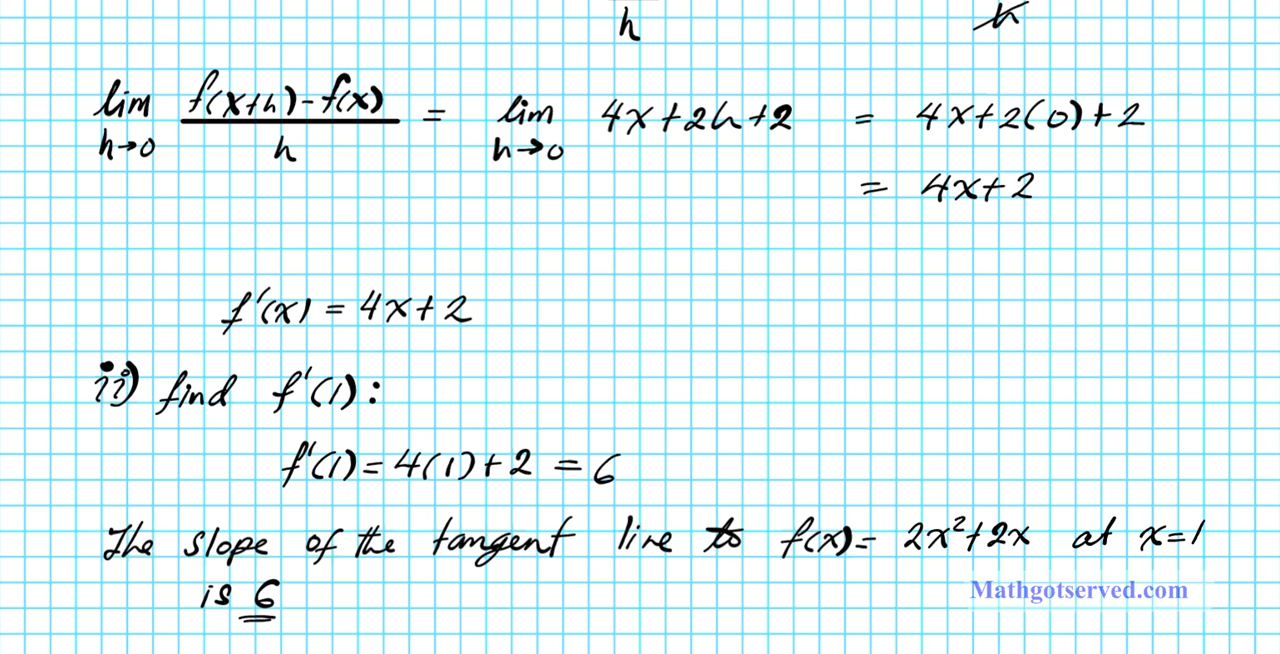 h h
lim h→0 f(x+h)-f(x) / h = lim h→0 4x+2h+2 = 4x+2(0)+2
= 4x+2
f'(x) = 4x+2
ii) find f'(1):
f'(1) = 4(1)+2 = 6
The slope of the tangent line to f(x)= 2x²+2x at x=1
is 6
Mathgotserved.com